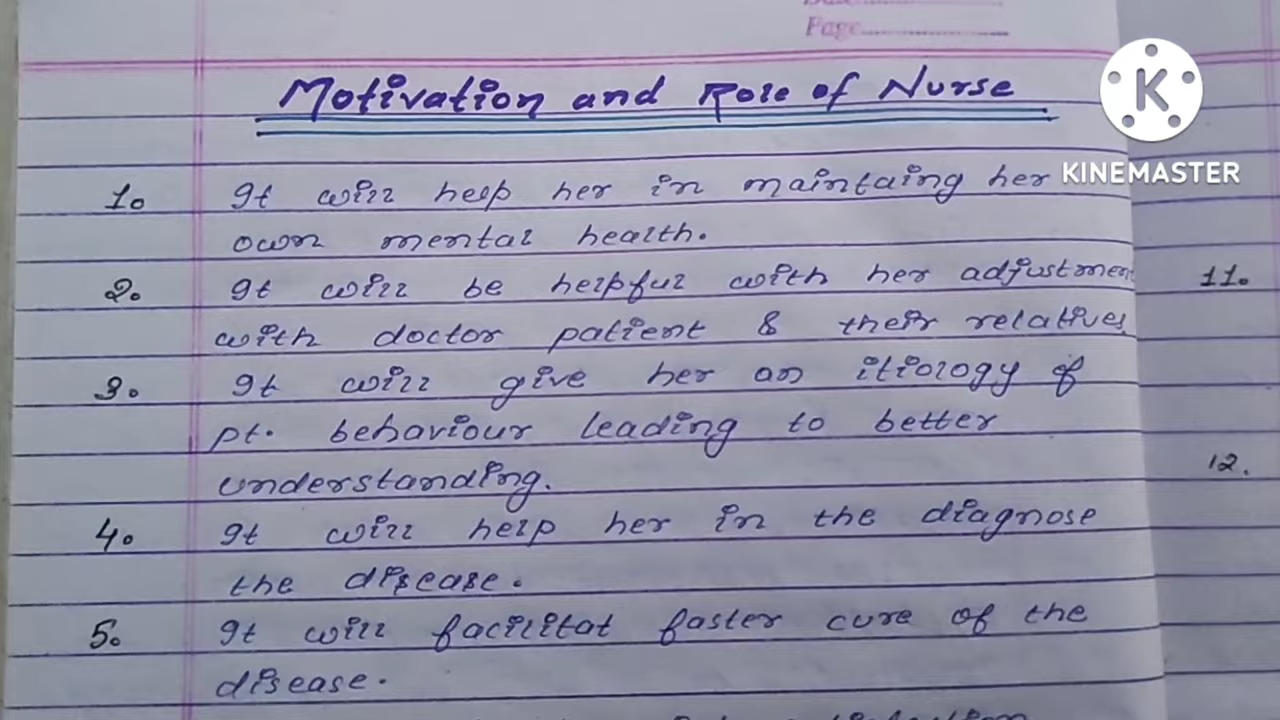 Page
Motivation and Role of Nurse
K
KINEMASTER
1. It will help her in maintaing her
own mental health.
2. It will be helpful with her adjustmen
11.
with doctor patient & their relatives
3. It will give her an itiology of
pt. behaviour leading to better
12.
understanding.
4. It will help her in the diagnose
the disease.
5. It will facilitat faster cure of the
disease.